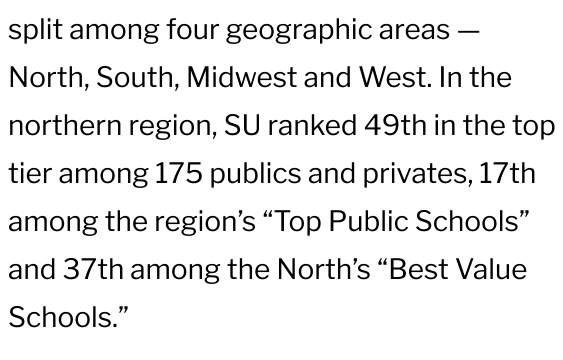 split among four geographic areas —
North, South, Midwest and West. In the
northern region, SU ranked 49th in the top
tier among 175 publics and privates, 17th
among the region’s “Top Public Schools”
and 37th among the North’s “Best Value
Schools.”